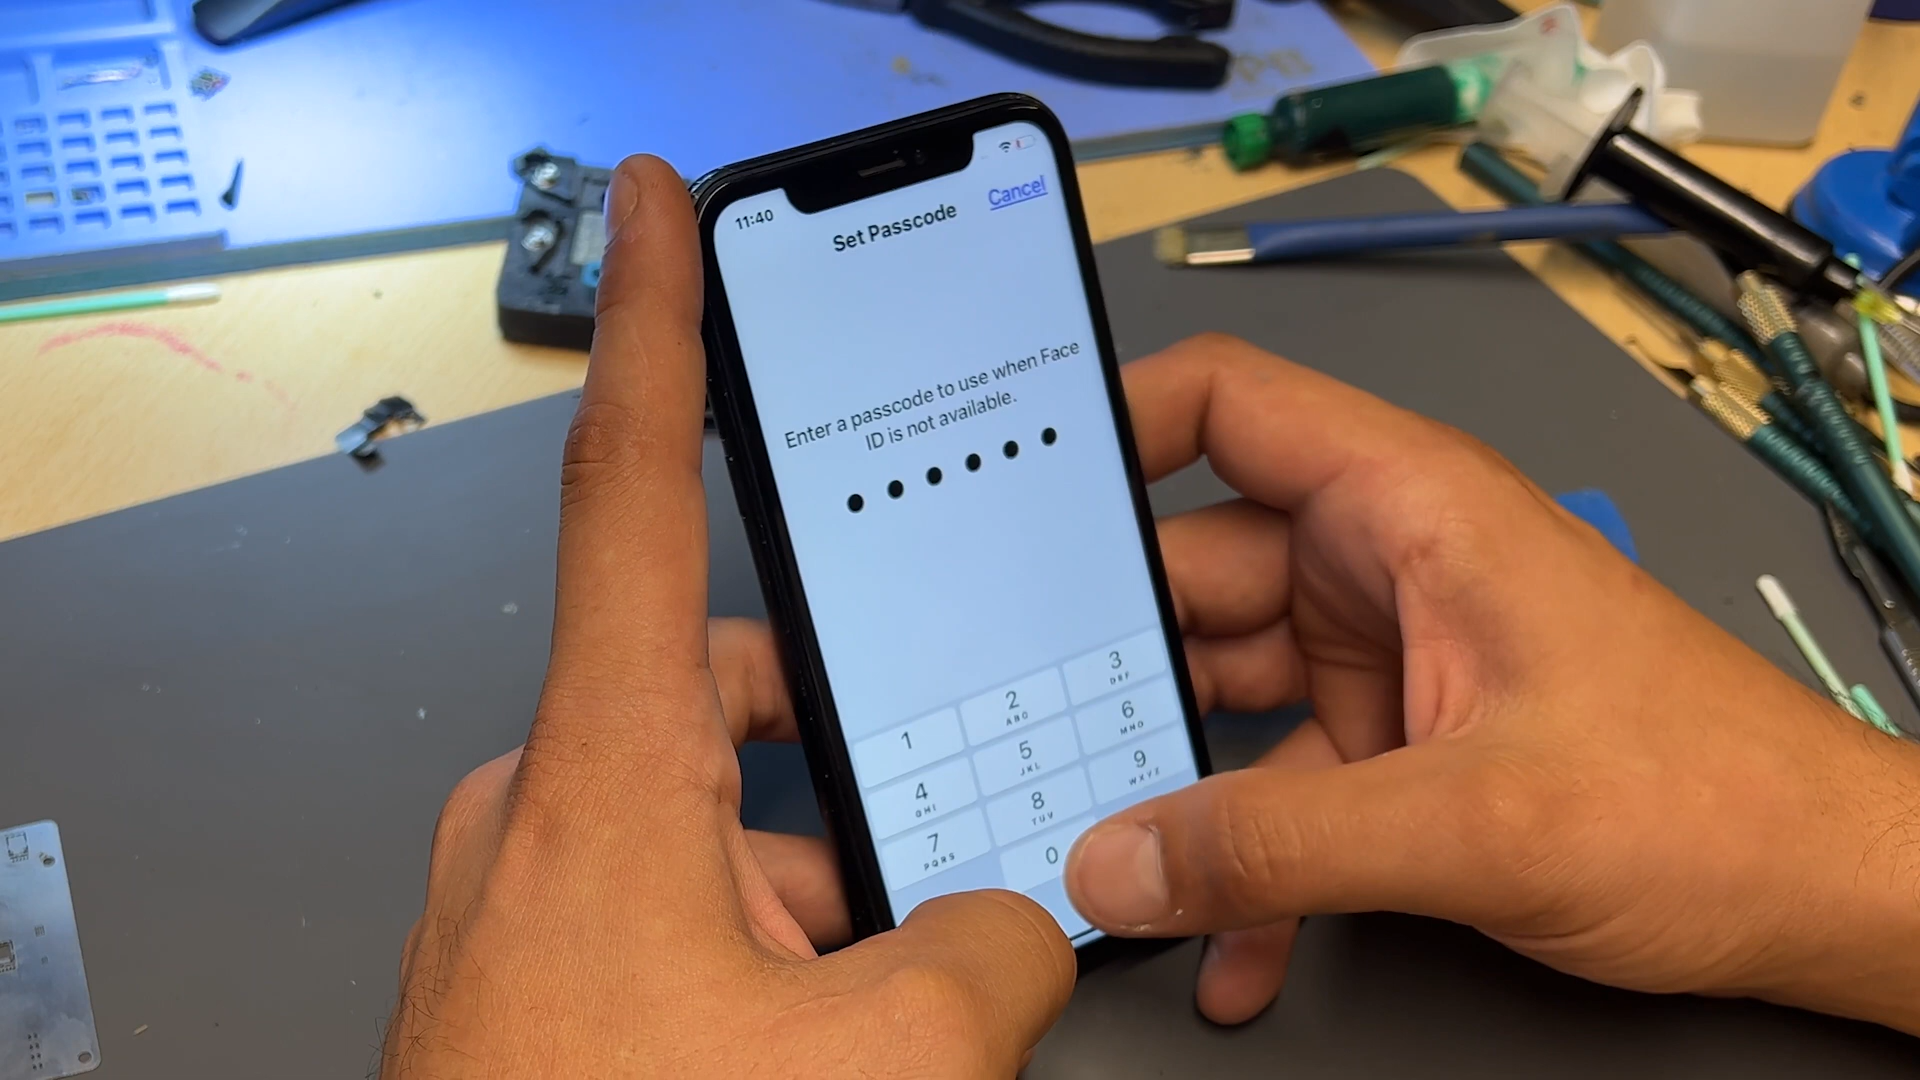 11:40
Cancel
Set Passcode
Enter a passcode to use when Face
ID is not available.
1
2
ABC
3
DEF
4
GHI
5
JKL
6
MNO
7
PQRS
8
TUV
9
WXYZ
0